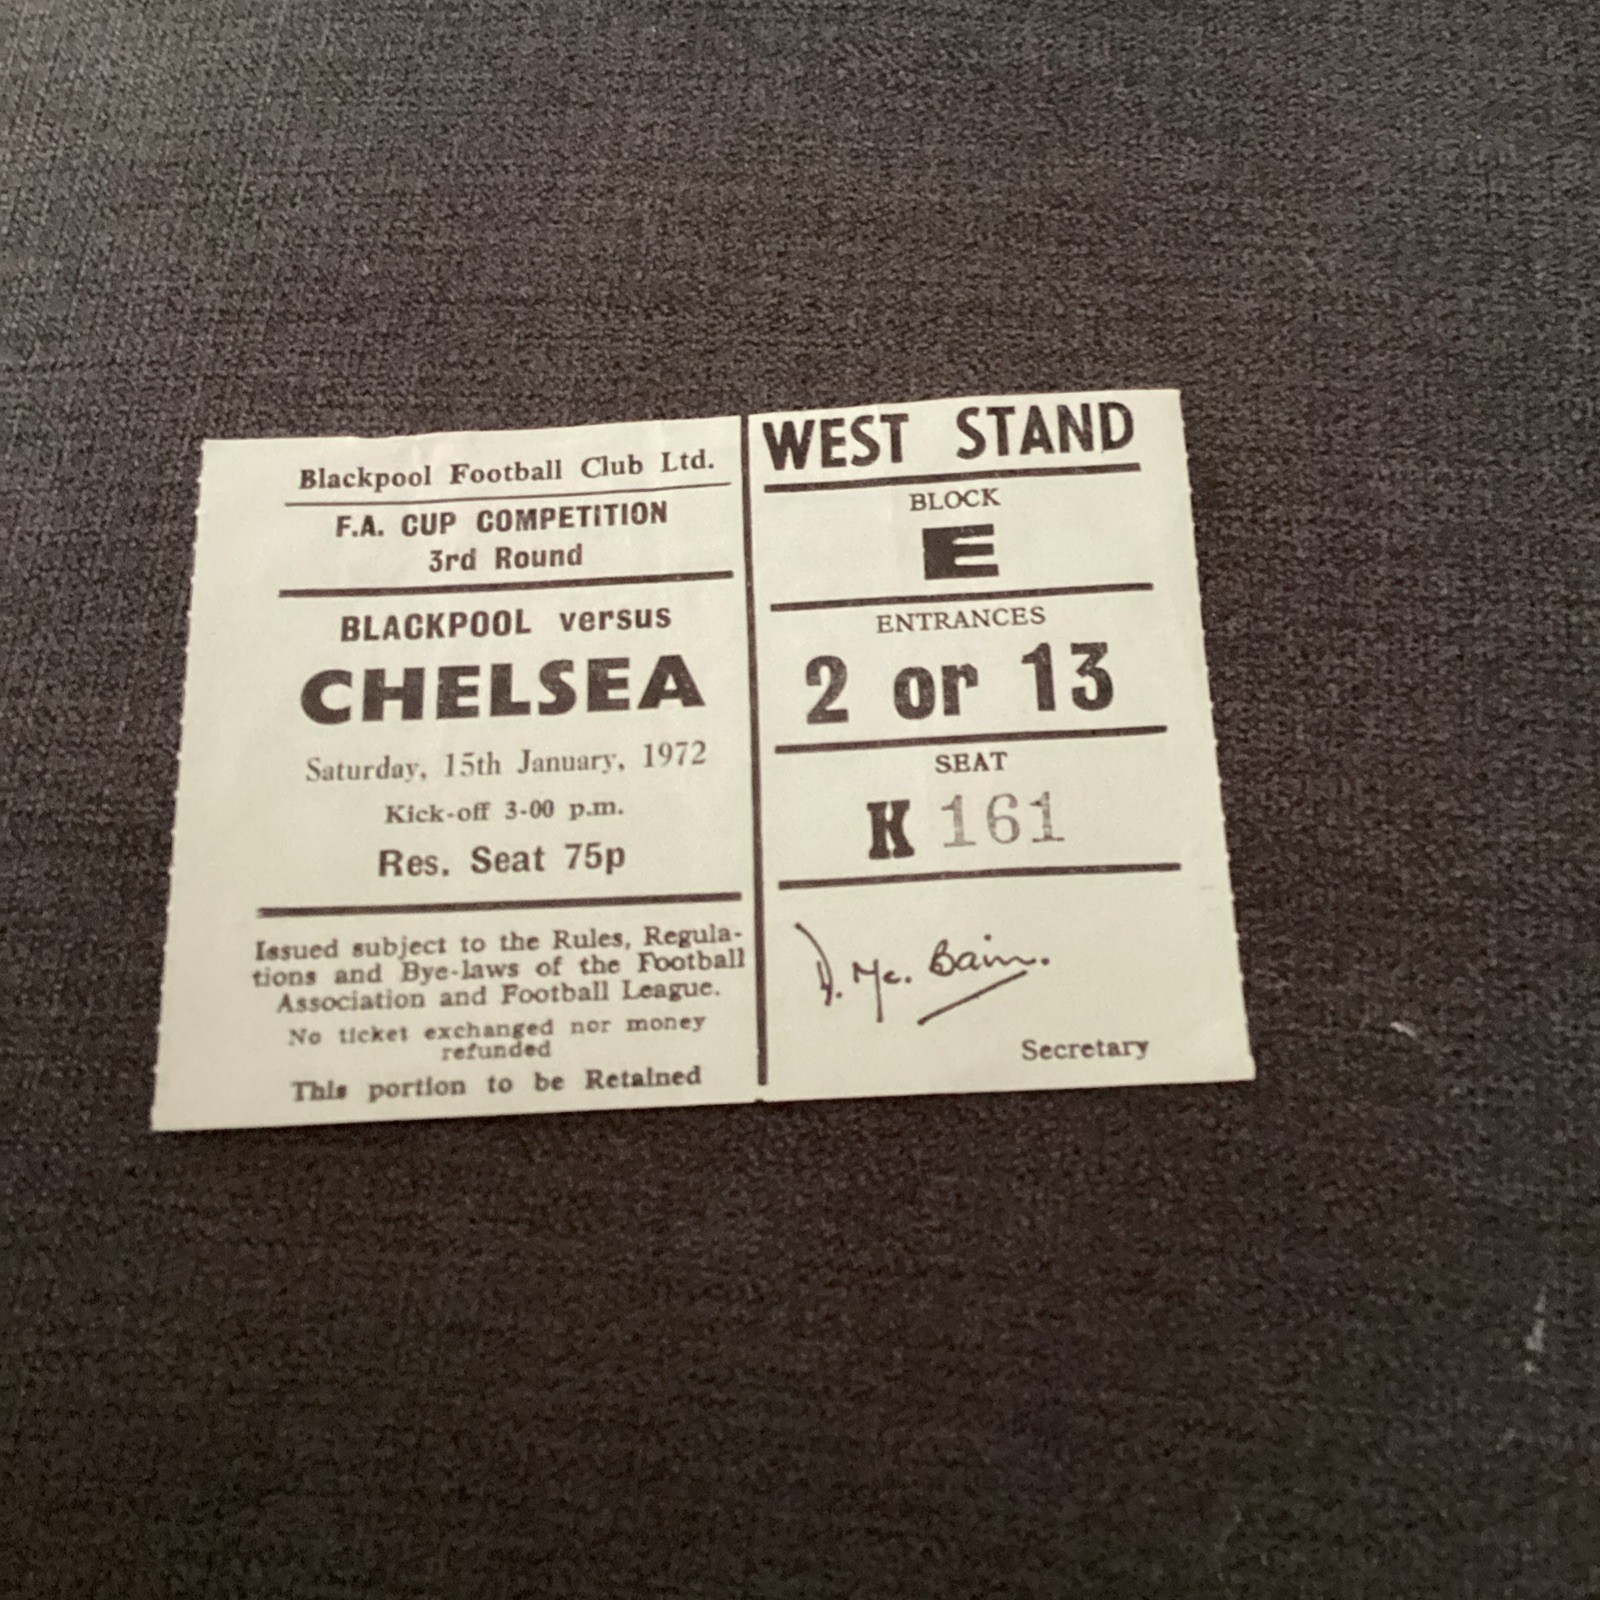 Blackpool Football Club Ltd.
F.A. CUP COMPETITION
3rd Round
BLACKPOOL versus
CHELSEA
Saturday, 15th January, 1972
Kick-off 3-00 p.m.
Res. Seat 75p
Issued subject to the Rules, Regula-
tions and Bye-laws of the Football
Association and Football League.
No ticket exchanged nor money
refunded
This portion to be Retained
WEST STAND
BLOCK
E
ENTRANCES
2 or 13
SEAT
K 161
D. Mc. Bain.
Secretary